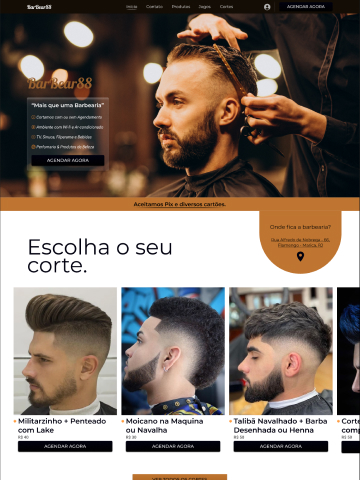 BarBear88
Início Contato Produtos Jogos Cortes
AGENDAR AGORA
BarBear88
"Mais que uma Barbearia"
Cortamos com ou sem Agendamento
Ambiente com Wi-fi e Ar-condicionado
TV, Sinuca, Fliperama e Bebidas
Perfumaria & Produtos de Beleza
AGENDAR AGORA
Aceitamos Pix e diversos cartões.
Onde fica a barbearia?
Escolha o seu
corte.
Militarzinho + Penteado
com Lake
R$ 40
AGENDAR AGORA
Moicano na Maquina
ou Navalha
R$ 30
AGENDAR AGORA
Talibã Navalhado + Barba
Desenhada ou Henna
R$ 50
AGENDAR AGORA